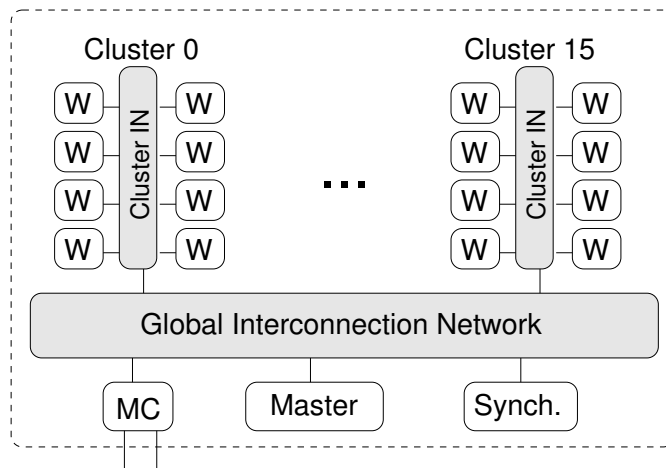 Cluster 0
Cluster 15
W W W W
W W W W
W W W W
W W W W
Cluster IN
Cluster IN
...
Global Interconnection Network
MC
Master
Synch.